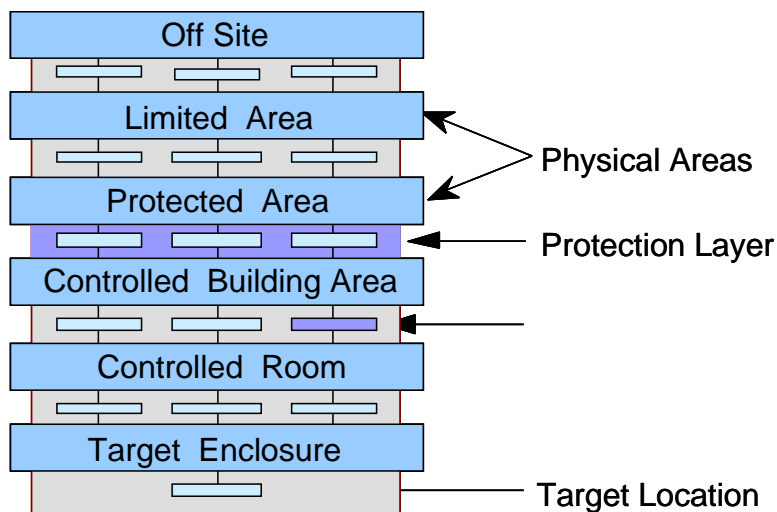 Off Site
Limited Area
Physical Areas
Protected Area
Protection Layer
Controlled Building Area
Controlled Room
Target Enclosure
Target Location